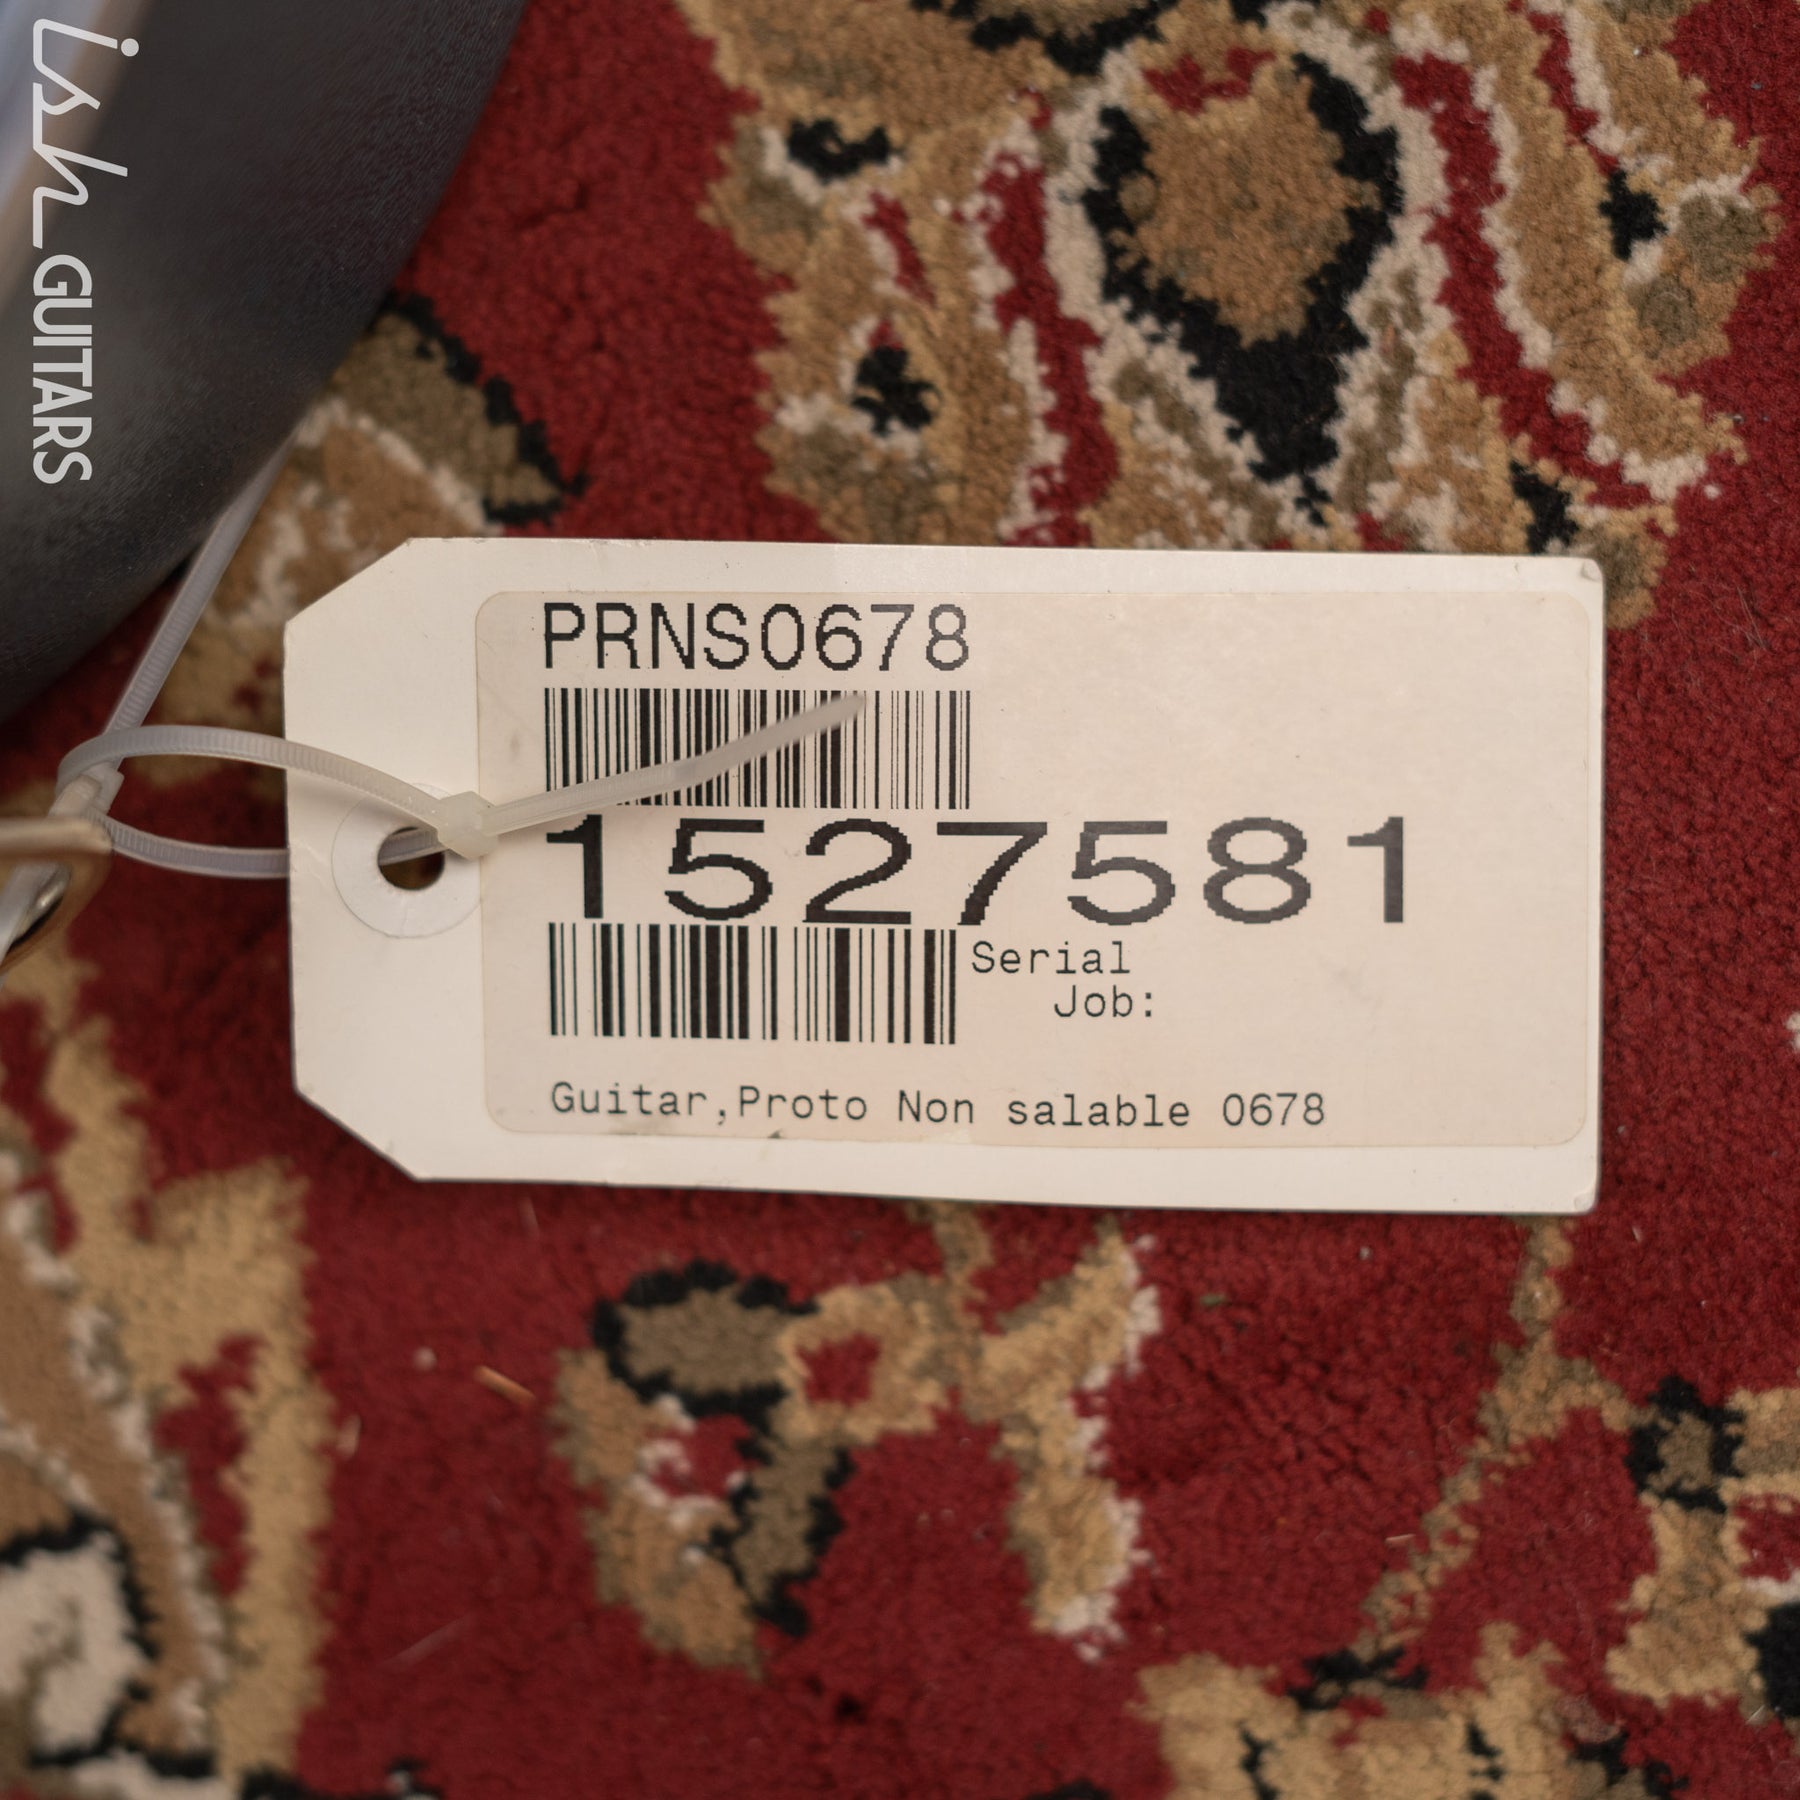 ish GUITARS
PRNS0678
1527581
Serial
Job:
Guitar,Proto Non salable 0678